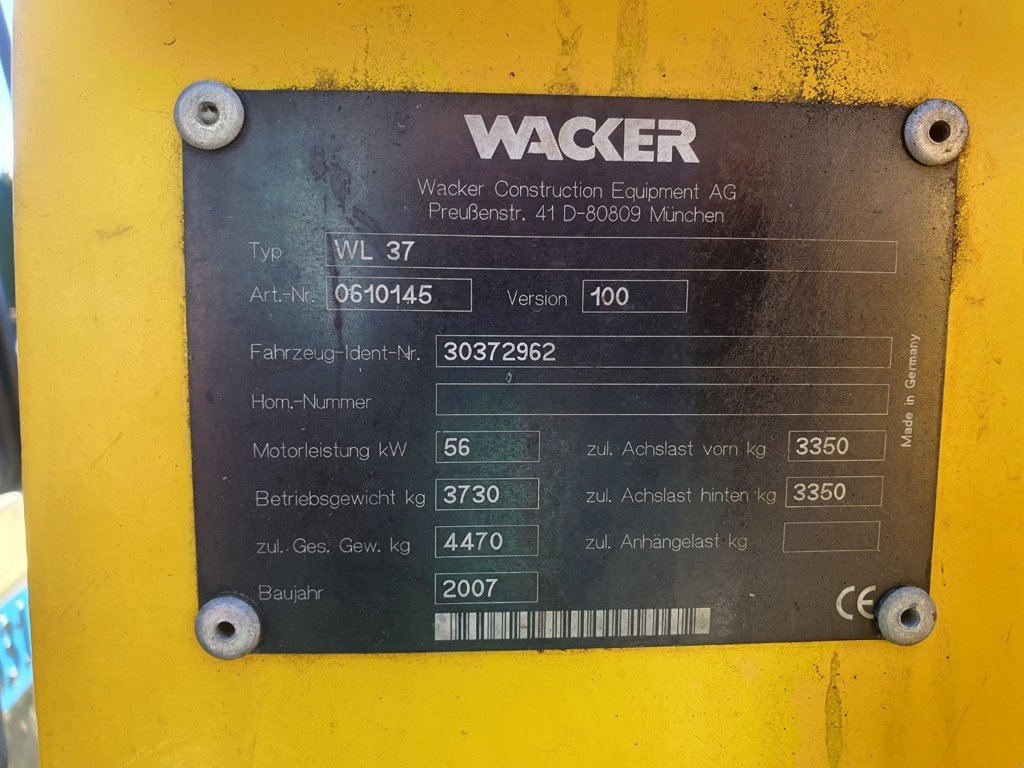 WACKER
Wacker Construction Equipment AG
Preußenstr. 41 D-80809 München
Typ WL 37
Art.-Nr. 0610145 Version 100
Fahrzeug-Ident-Nr. 30372962
Hom.-Nummer
Motorleistung kW 56 zul. Achslast vorn kg 3350
Betriebsgewicht kg 3730 zul. Achslast hinten kg 3350
zul. Ges. Gew. kg 4470 zul. Anhängelast kg
Baujahr 2007
CE
Made in Germany